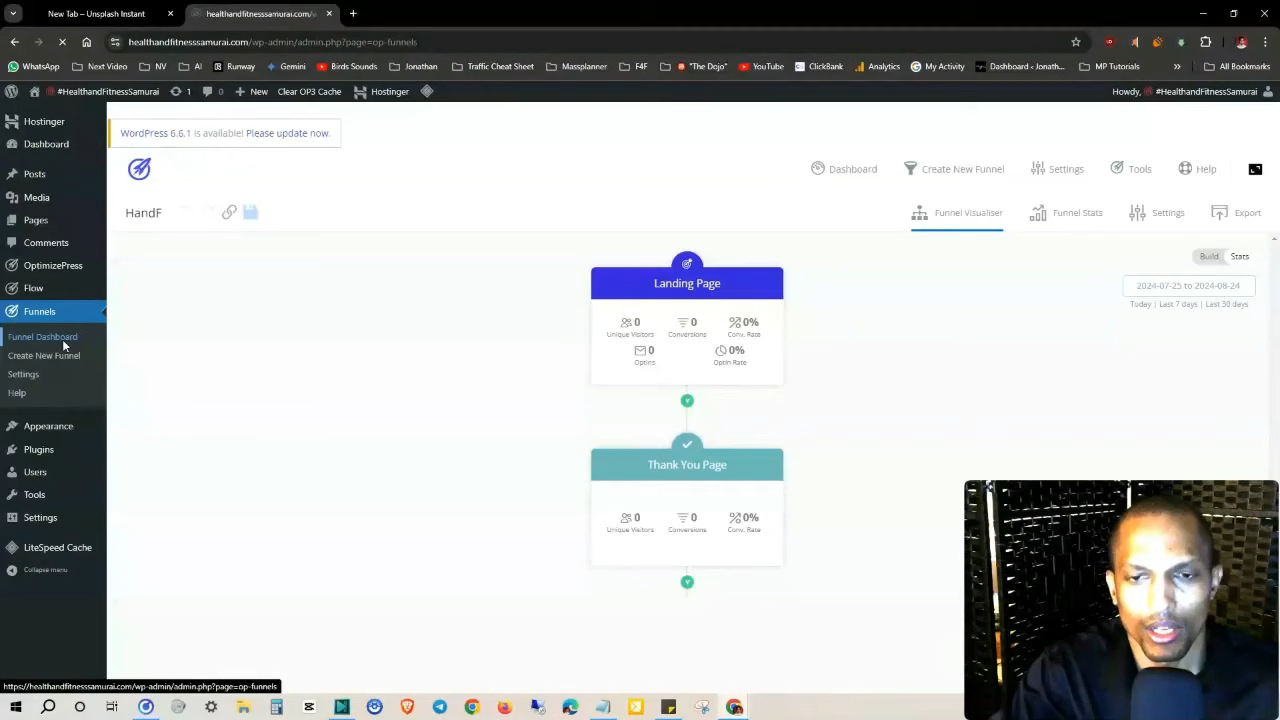 New Tab – Unsplash Instant
healthandfitnesssamurai.com/
healthandfitnesssamurai.com/wp-admin/admin.php?page=op-funnels
WhatsApp Next Video NV AI Runway Gemini Birds Sounds Jonathan Traffic Cheat Sheet Massplanner F4F "The Dojo" YouTube ClickBank Analytics My Activity Dashboard ‹ Jonath... MP Tutorials » All Bookmarks
#HealthandFitnessSamurai 1 0 New Clear OP3 Cache Hostinger Howdy, #HealthandFitnessSamurai
Hostinger
Dashboard
Posts
Media
Pages
Comments
OptimizePress
Flow
Funnels
Funnel Dashboard
Create New Funnel
Settings
Help
Appearance
Plugins
Users
Tools
Settings
LiteSpeed Cache
Collapse menu
WordPress 6.6.1 is available! Please update now.
Dashboard Create New Funnel Settings Tools Help
HandF
Funnel Visualiser Funnel Stats Settings Export
Build Stats
2024-07-25 to 2024-08-24
Today | Last 7 days | Last 30 days
Landing Page
0 0 0%
Unique Visitors Conversions Conv. Rate
0 0%
Optins Optin Rate
Y
Thank You Page
0 0 0%
Unique Visitors Conversions Conv. Rate
Y
https://healthandfitnesssamurai.com/wp-admin/admin.php?page=op-funnels